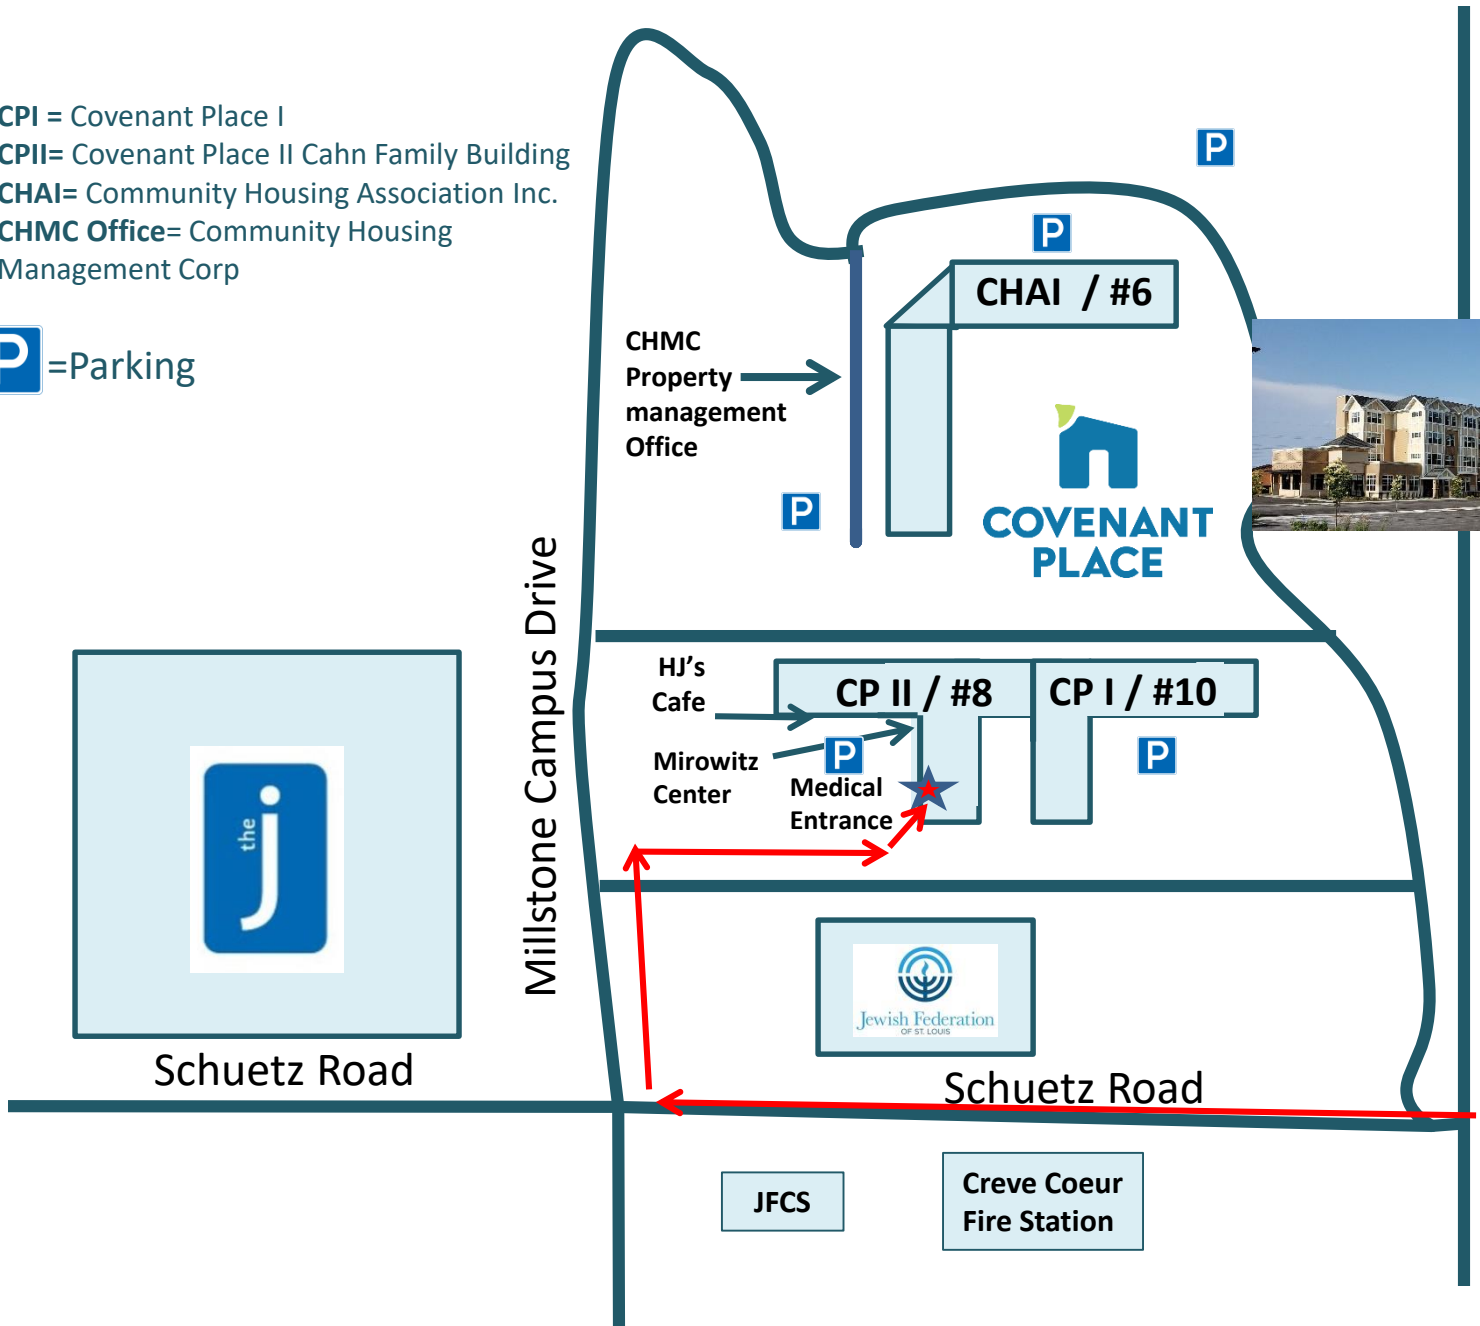 CPI = Covenant Place I
CPII= Covenant Place II Cahn Family Building
CHAI= Community Housing Association Inc.
CHMC Office= Community Housing
Management Corp
P =Parking
P
P
CHAI / #6
CHMC
Property
management
Office
P
COVENANT
PLACE
Millstone Campus Drive
HJ's
Cafe
CP II / #8
CP I / #10
Mirowitz
Center
P
P
Medical
Entrance
the
j
Jewish Federation
OF ST. LOUIS
Schuetz Road
Schuetz Road
JFCS
Creve Coeur
Fire Station